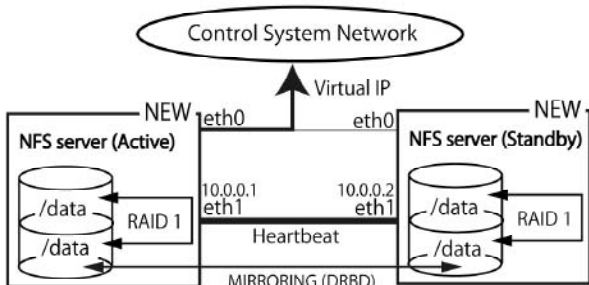 Control System Network
Virtual IP
NEW
NFS server (Active)
eth0
eth0
NEW
NFS server (Standby)
/data
/data
RAID 1
10.0.0.1
eth1
10.0.0.2
eth1
Heartbeat
/data
/data
RAID 1
MIRRORING (DRBD)